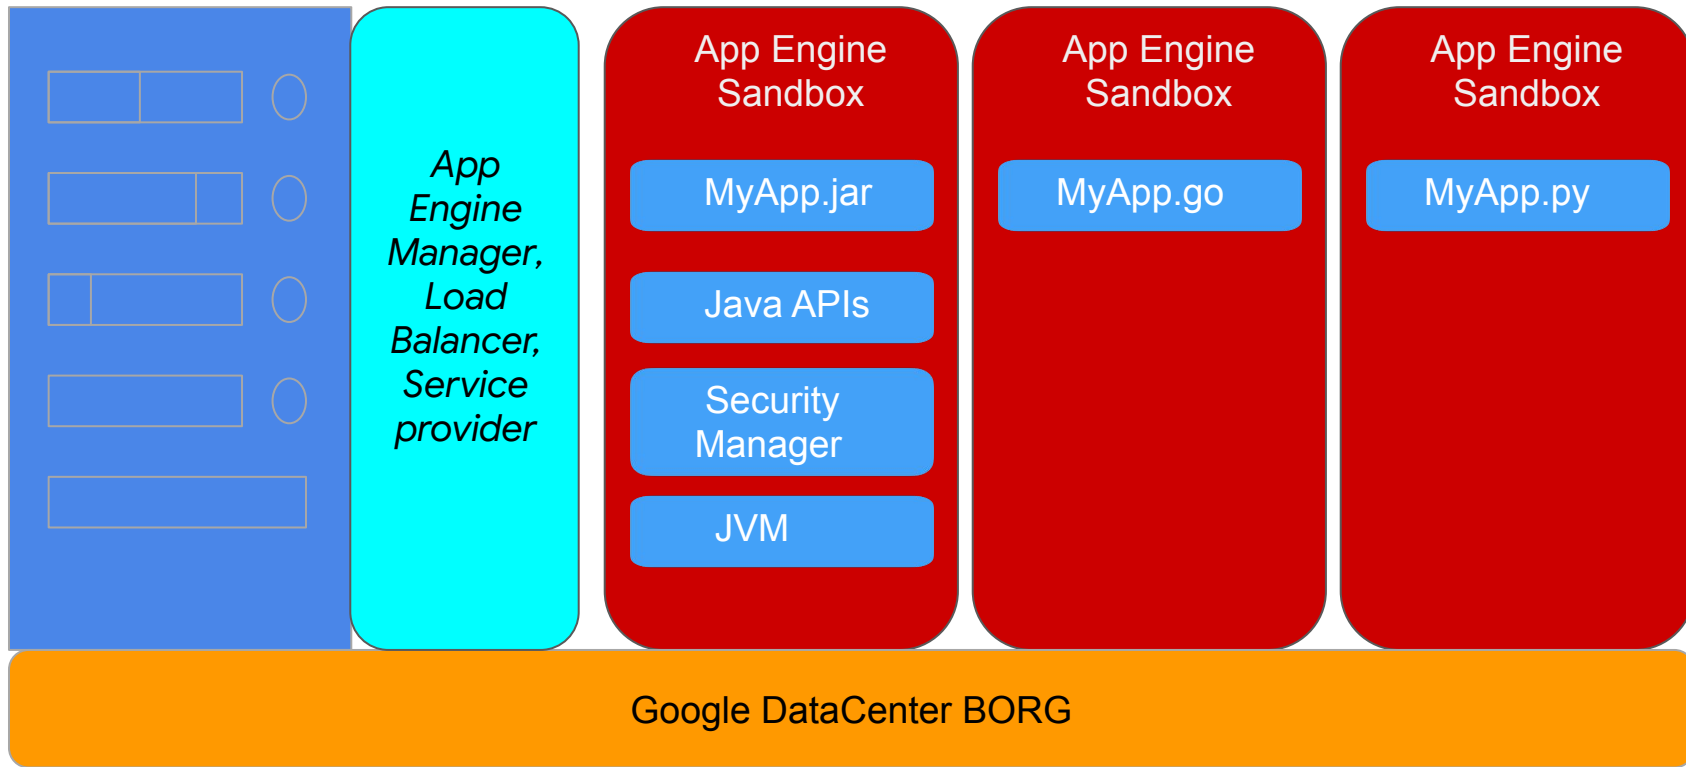 App
Engine
Manager,
Load
Balancer,
Service
provider
App Engine
Sandbox
MyApp.jar
Java APIs
Security
Manager
JVM
App Engine
Sandbox
MyApp.go
App Engine
Sandbox
MyApp.py
Google DataCenter BORG